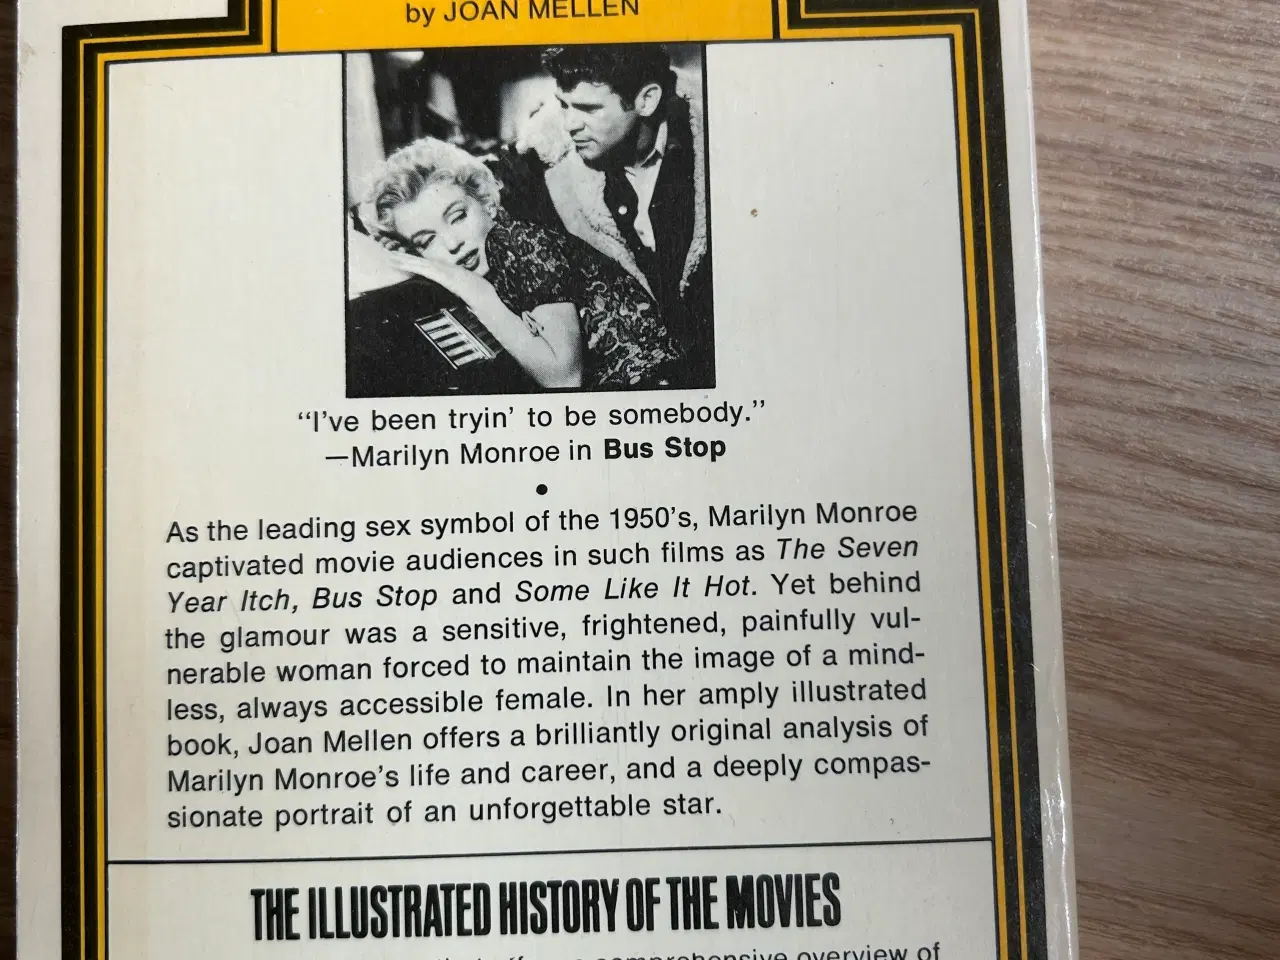 by JOAN MELLEN
“I’ve been tryin’ to be somebody.”
—Marilyn Monroe in Bus Stop
•
As the leading sex symbol of the 1950’s, Marilyn Monroe
captivated movie audiences in such films as The Seven
Year Itch, Bus Stop and Some Like It Hot. Yet behind
the glamour was a sensitive, frightened, painfully vul-
nerable woman forced to maintain the image of a mind-
less, always accessible female. In her amply illustrated
book, Joan Mellen offers a brilliantly original analysis of
Marilyn Monroe’s life and career, and a deeply compas-
sionate portrait of an unforgettable star.
THE ILLUSTRATED HISTORY OF THE MOVIES
comprehensive overview of